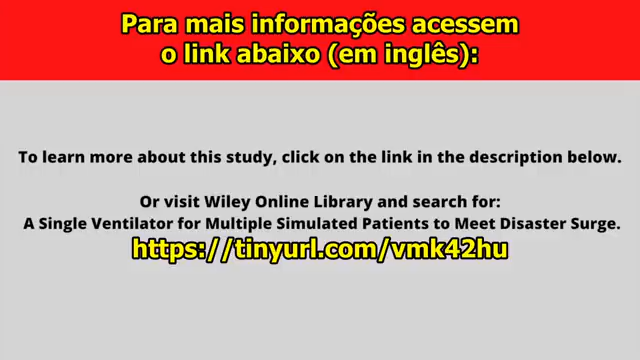 Para mais informações acessem
o link abaixo (em inglês):
To learn more about this study, click on the link in the description below.
Or visit Wiley Online Library and search for:
A Single Ventilator for Multiple Simulated Patients to Meet Disaster Surge.
https://tinyurl.com/vmk42hu